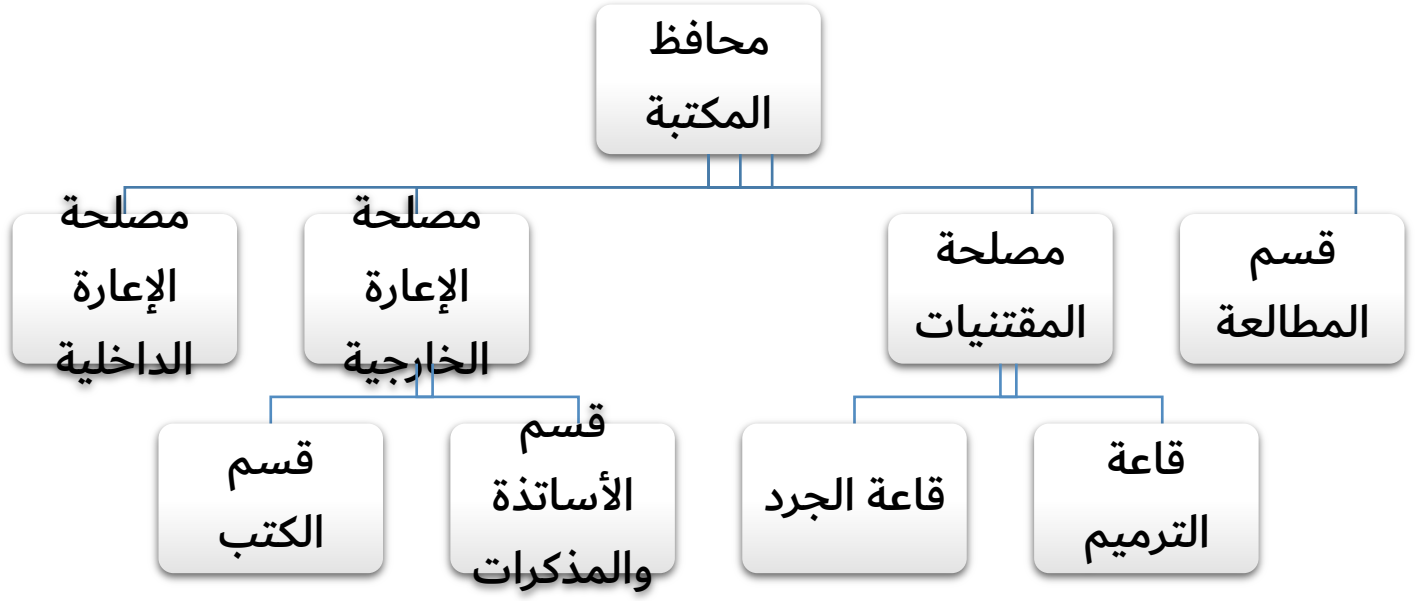 محافظ
المكتبة
قسم
المطالعة
مصلحة
المقتنيات
مصلحة
الإعارة
الخارجية
مصلحة
الإعارة
الداخلية
قاعة
الترميم
قاعة الجرد
قسم
الأساتذة
والمذكرات
قسم
الكتب